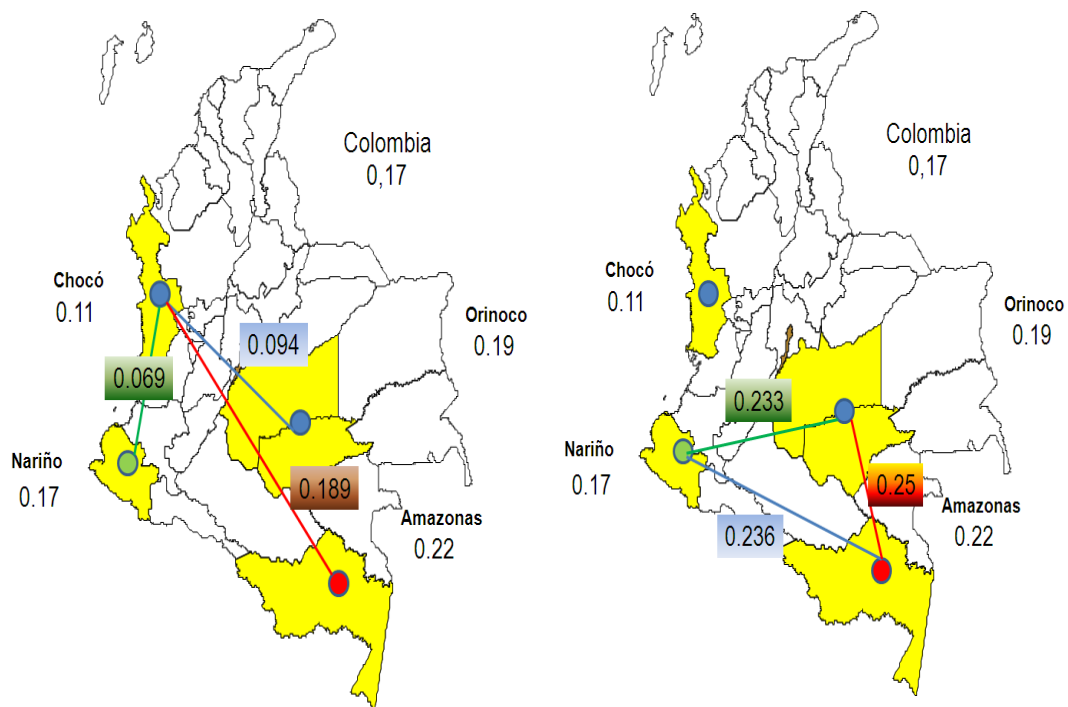 Colombia
0,17
Chocó
0.11
Orinoco
0.19
0.094
0.069
Nariño
0.17
0.189
Amazonas
0.22
Colombia
0,17
Chocó
0.11
Orinoco
0.19
0.233
Nariño
0.17
0.25
0.236
Amazonas
0.22